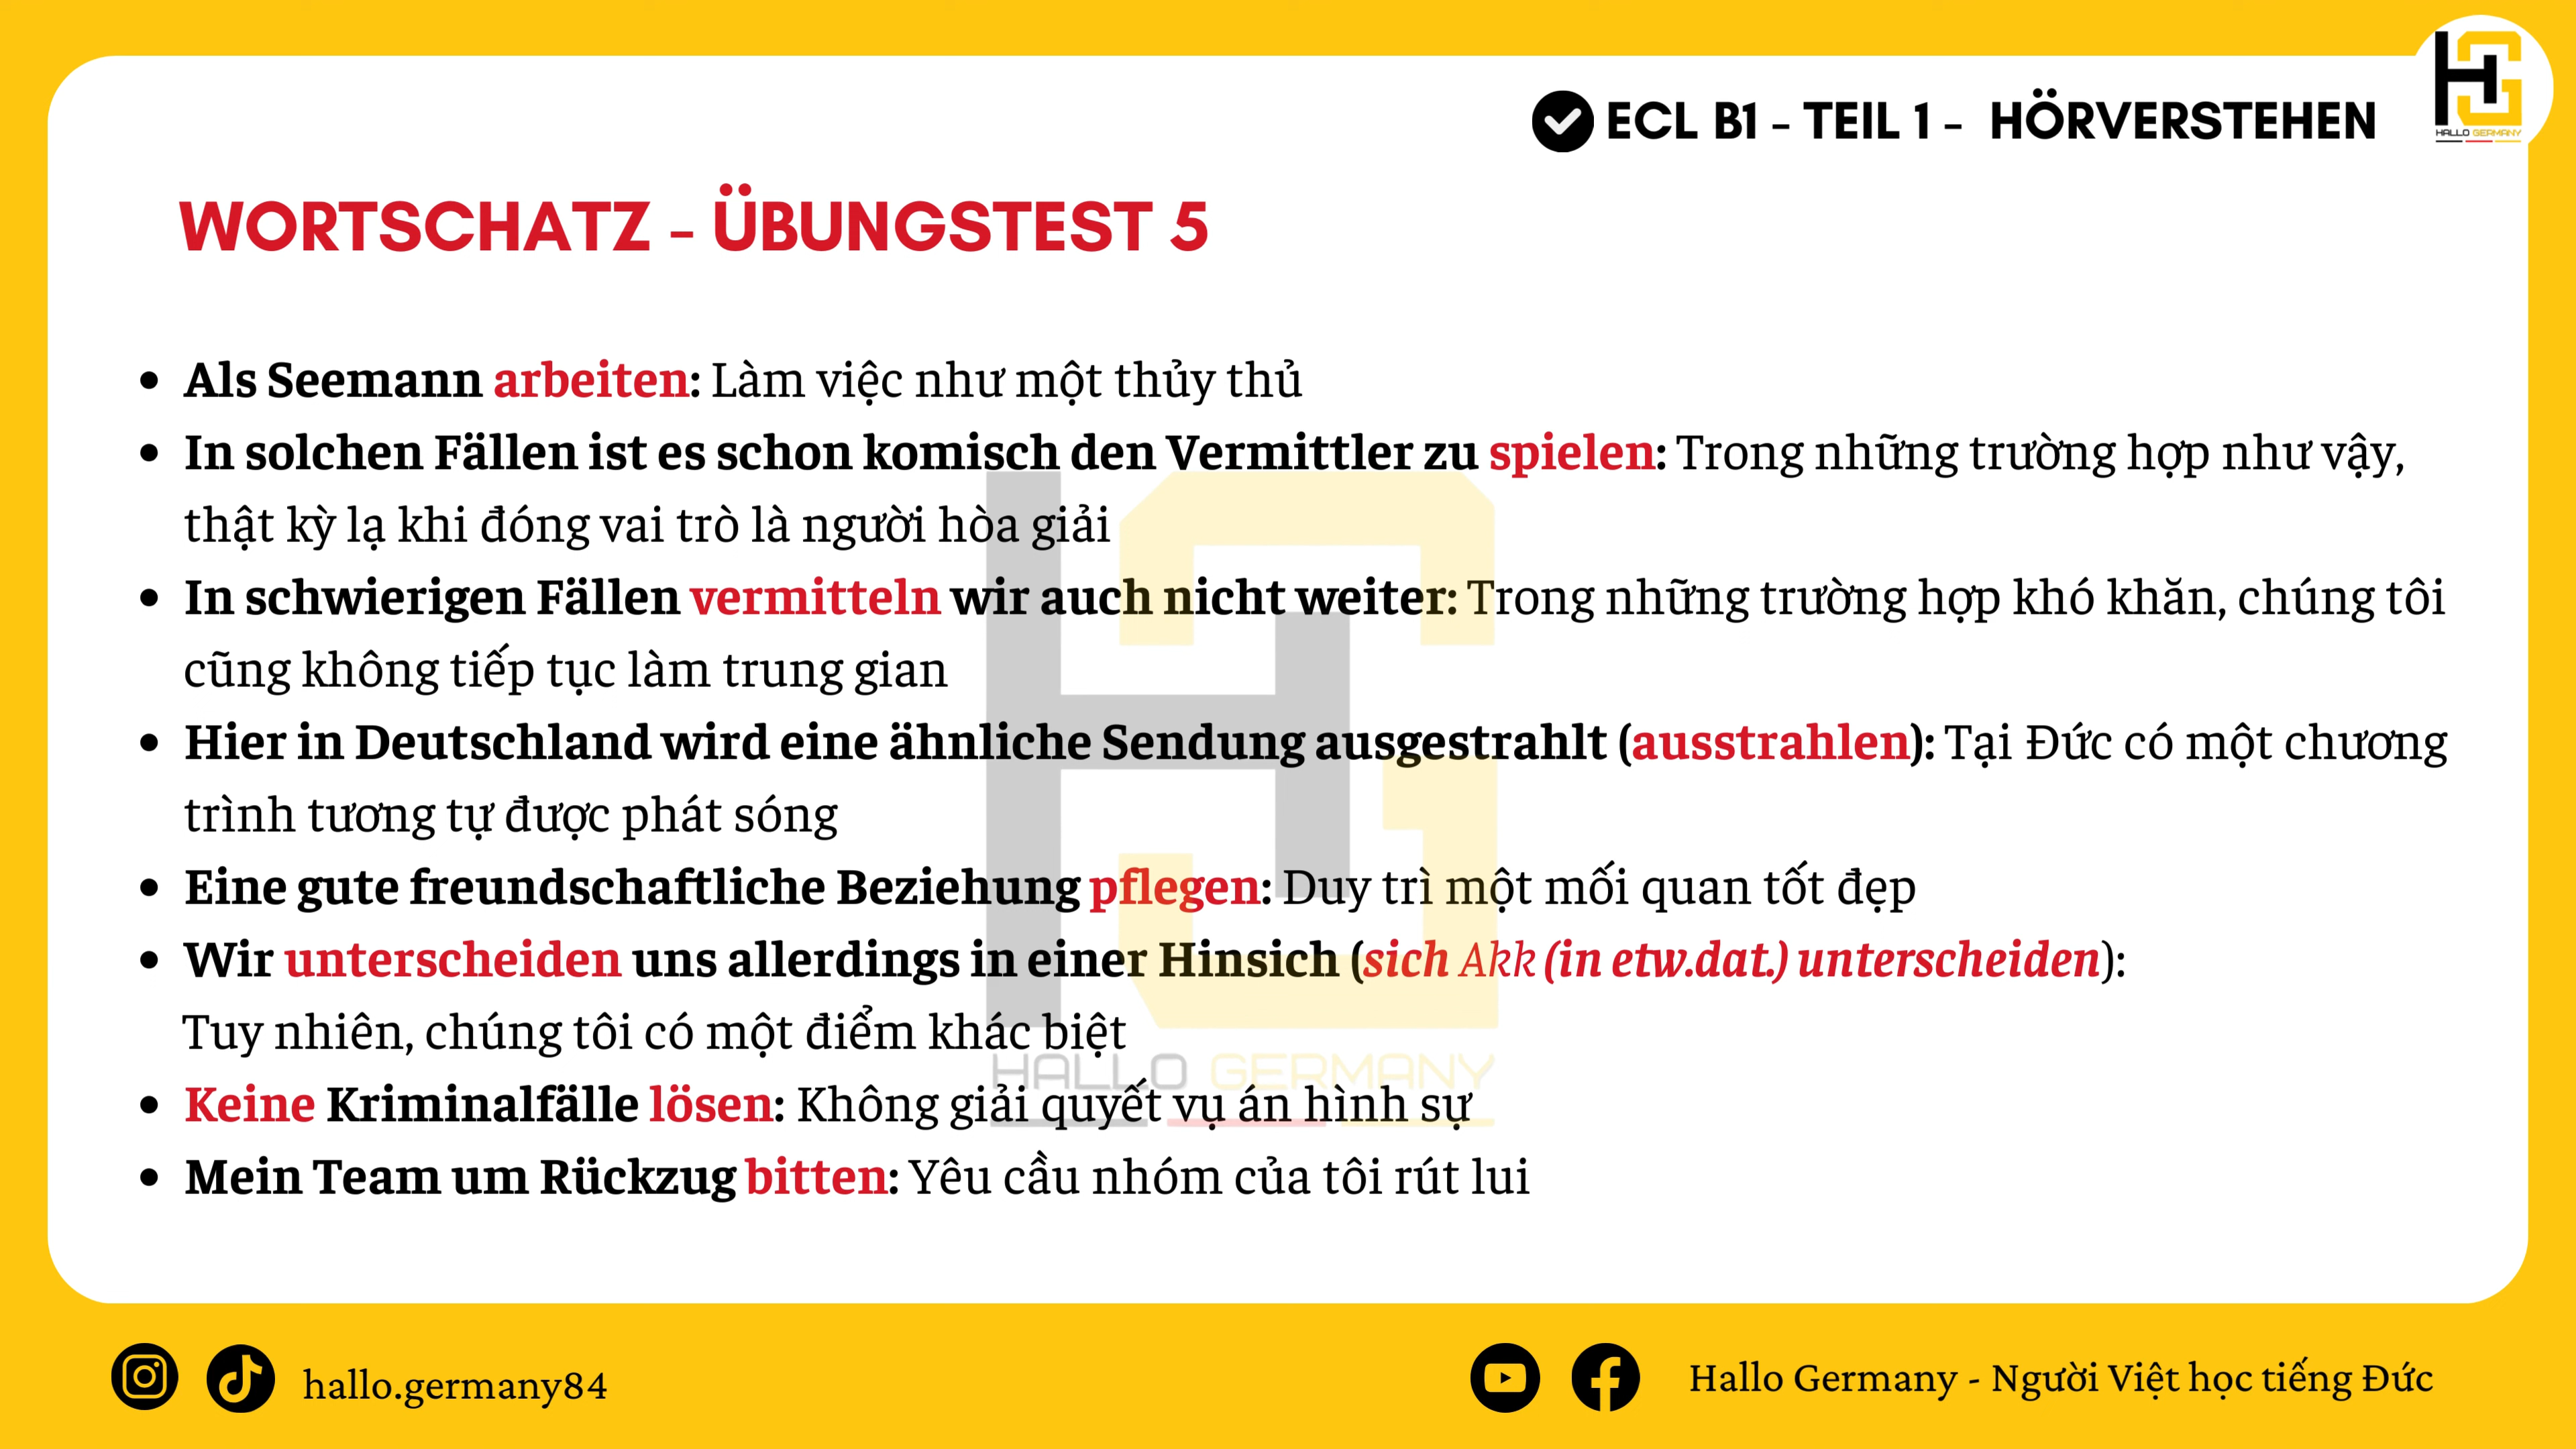 ECL B1 - TEIL 1 - HÖRVERSTEHEN
HALLO GERMANY
WORTSCHATZ - ÜBUNGSTEST 5
• Als Seemann arbeiten: Làm việc như một thủy thủ
• In solchen Fällen ist es schon komisch den Vermittler zu spielen: Trong những trường hợp như vậy,
thật kỳ lạ khi đóng vai trò là người hòa giải
• In schwierigen Fällen vermitteln wir auch nicht weiter: Trong những trường hợp khó khăn, chúng tôi
cũng không tiếp tục làm trung gian
• Hier in Deutschland wird eine ähnliche Sendung ausgestrahlt (ausstrahlen): Tại Đức có một chương
trình tương tự được phát sóng
• Eine gute freundschaftliche Beziehung pflegen: Duy trì một mối quan tốt đẹp
• Wir unterscheiden uns allerdings in einer Hinsich (sich Akk (in etw.dat.) unterscheiden):
Tuy nhiên, chúng tôi có một điểm khác biệt
HALLO GERMANY
• Keine Kriminalfälle lösen: Không giải quyết vụ án hình sự
• Mein Team um Rückzug bitten: Yêu cầu nhóm của tôi rút lui
hallo.germany84
Hallo Germany - Người Việt học tiếng Đức